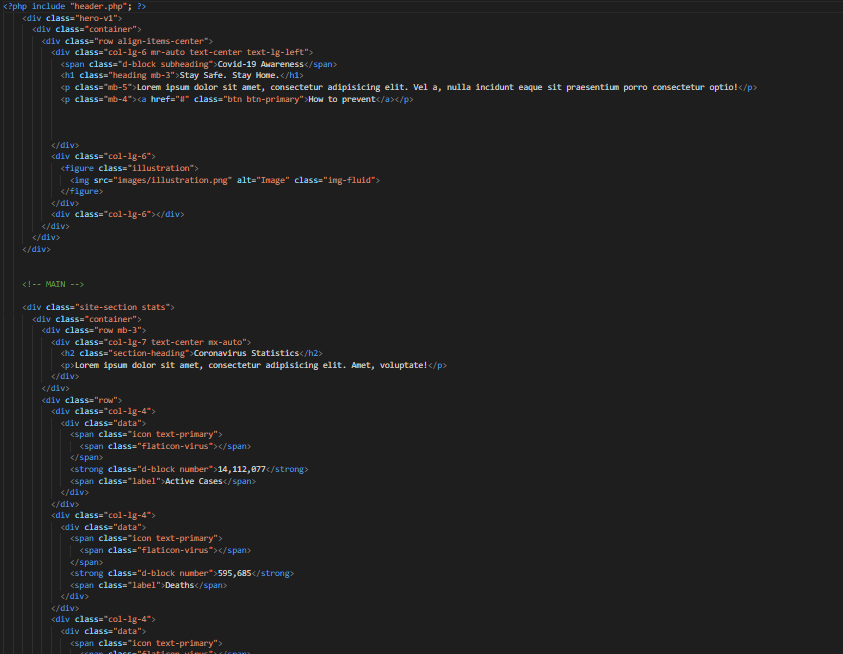 <?php include "header.php"; ?>
<div class="hero-v1">
<div class="container">
<div class="row align-items-center">
<div class="col-lg-6 mr-auto text-center text-lg-left">
<span class="d-block subheading">Covid-19 Awareness</span>
<h1 class="heading mb-3">Stay Safe. Stay Home.</h1>
<p class="mb-5">Lorem ipsum dolor sit amet, consectetur adipisicing elit. Vel a, nulla incidunt eaque sit praesentium porro consectetur optio!</p>
<p class="mb-4"><a href="#" class="btn btn-primary">How to prevent</a></p>
</div>
<div class="col-lg-6">
<figure class="illustration">
<img src="images/illustration.png" alt="Image" class="img-fluid">
</figure>
</div>
<div class="col-lg-6"></div>
</div>
</div>
</div>
<!-- MAIN -->
<div class="site-section stats">
<div class="container">
<div class="row mb-3">
<div class="col-lg-7 text-center mx-auto">
<h2 class="section-heading">Coronavirus Statistics</h2>
<p>Lorem ipsum dolor sit amet, consectetur adipisicing elit. Amet, voluptate!</p>
</div>
</div>
<div class="row">
<div class="col-lg-4">
<div class="data">
<span class="icon text-primary">
<span class="flaticon-virus"></span>
</span>
<strong class="d-block number">14,112,077</strong>
<span class="label">Active Cases</span>
</div>
</div>
<div class="col-lg-4">
<div class="data">
<span class="icon text-primary">
<span class="flaticon-virus"></span>
</span>
<strong class="d-block number">595,685</strong>
<span class="label">Deaths</span>
</div>
</div>
<div class="col-lg-4">
<div class="data">
<span class="icon text-primary">
<span class="flaticon-virus"></span>